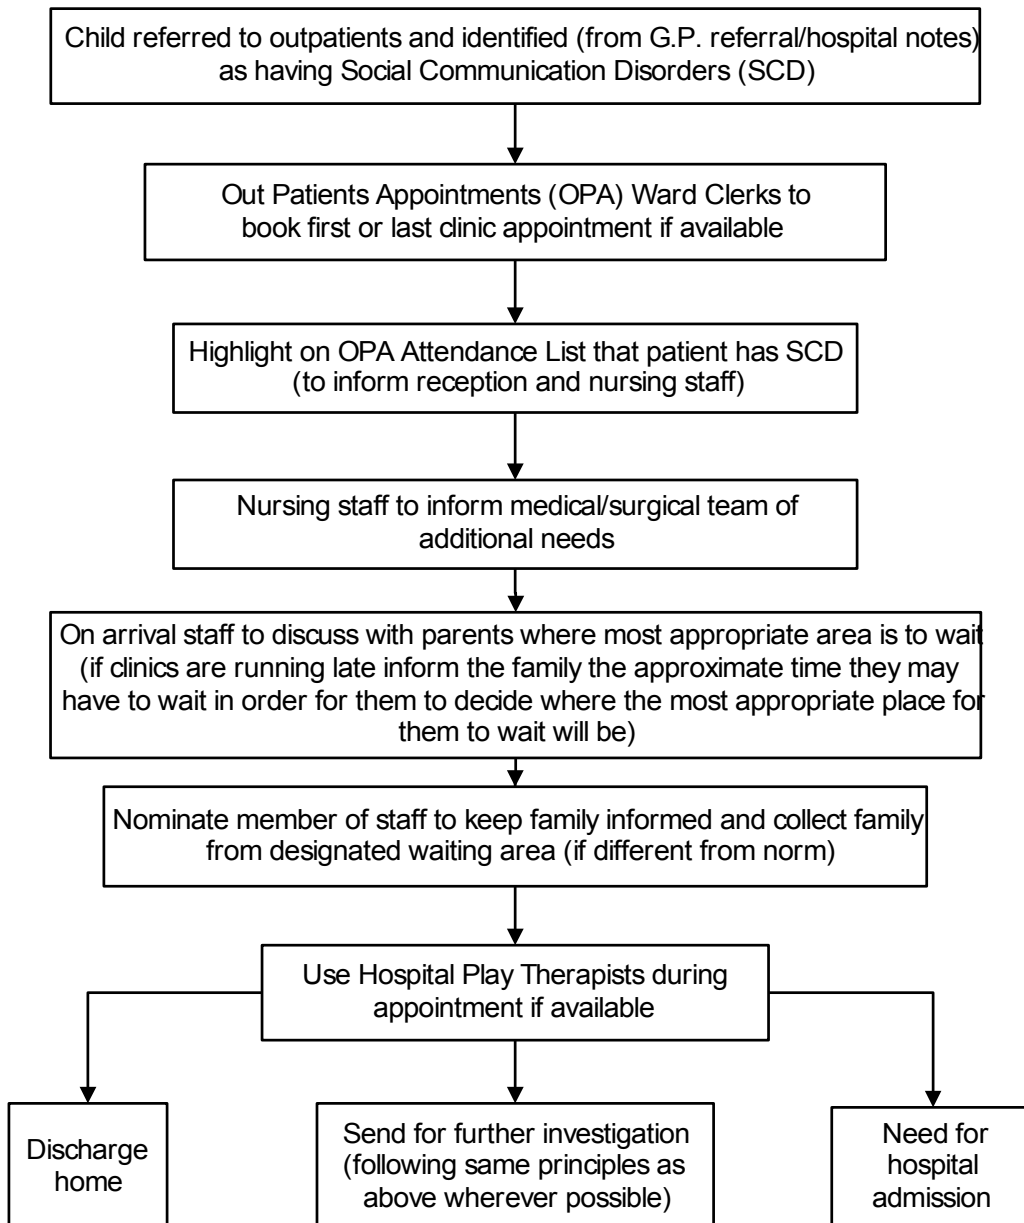 Child referred to outpatients and identified (from G.P. referral/hospital notes)
as having Social Communication Disorders (SCD)
Out Patients Appointments (OPA) Ward Clerks to
book first or last clinic appointment if available
Highlight on OPA Attendance List that patient has SCD
(to inform reception and nursing staff)
Nursing staff to inform medical/surgical team of
additional needs
On arrival staff to discuss with parents where most appropriate area is to wait
(if clinics are running late inform the family the approximate time they may
have to wait in order for them to decide where the most appropriate place for
them to wait will be)
Nominate member of staff to keep family informed and collect family
from designated waiting area (if different from norm)
Use Hospital Play Therapists during
appointment if available
Discharge
home
Send for further investigation
(following same principles as
above wherever possible)
Need for
hospital
admission